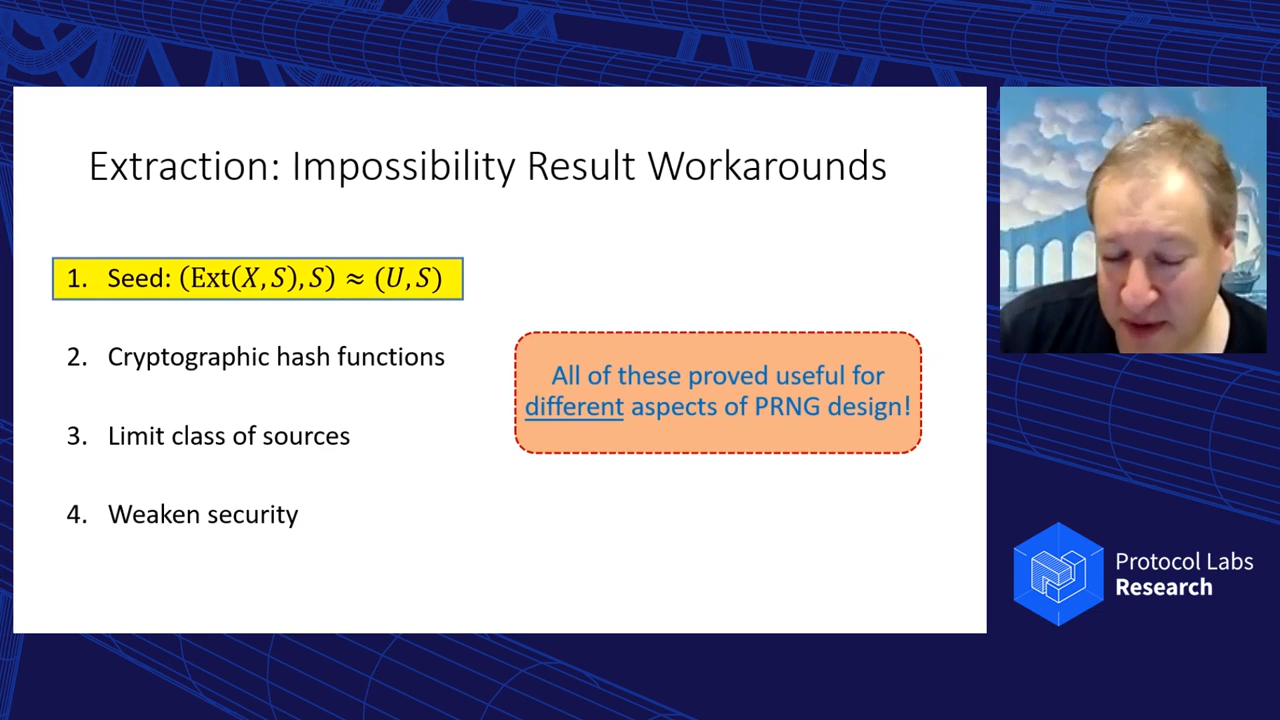 Extraction: Impossibility Result Workarounds
1. Seed: (Ext(𝑋, 𝑆), 𝑆) ≈ (𝑈, 𝑆)
2. Cryptographic hash functions
All of these proved useful for
different aspects of PRNG design!
3. Limit class of sources
4. Weaken security
Protocol Labs
Research